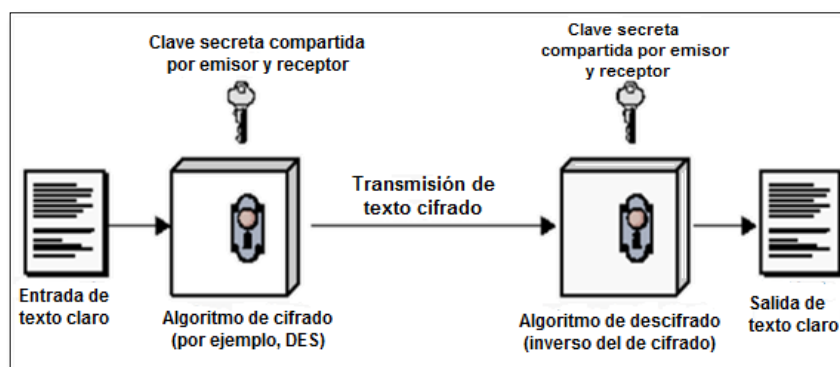 Clave secreta compartida
por emisor y receptor
Clave secreta
compartida por emisor
y receptor
Transmisión de
texto cifrado
Entrada de
texto claro
Algoritmo de cifrado
(por ejemplo, DES)
Algoritmo de descifrado
(inverso del de cifrado)
Salida de
texto claro